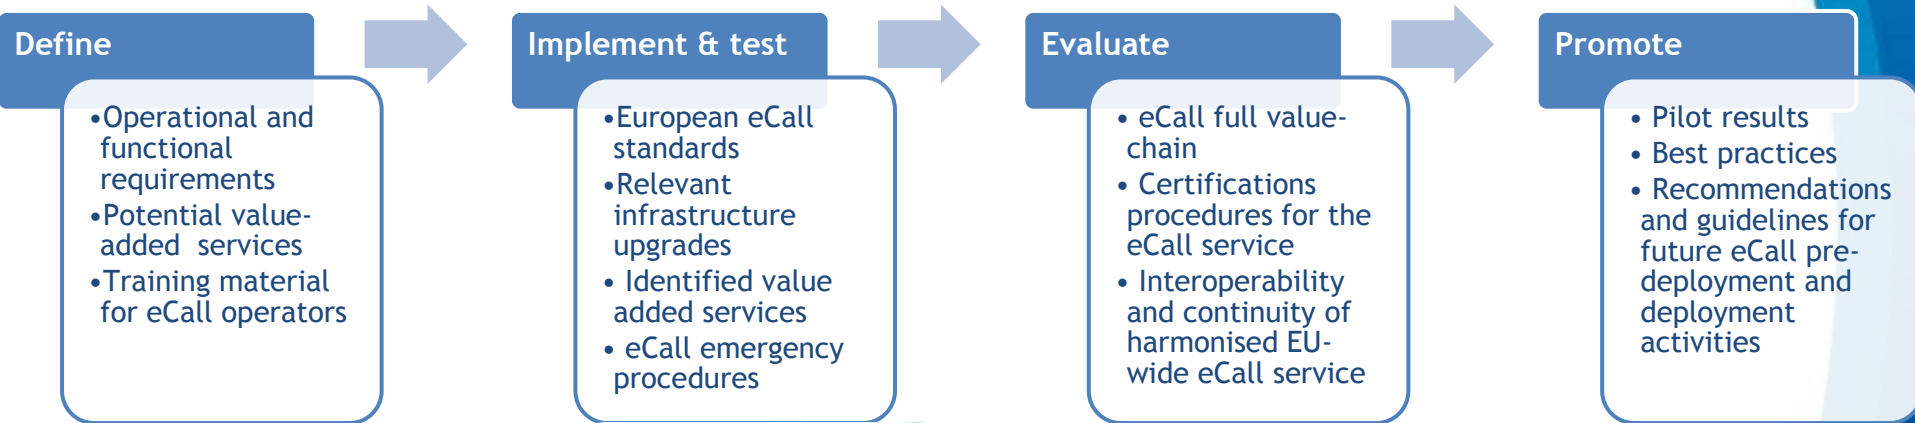 Define
•Operational and
functional
requirements
•Potential value-
added services
•Training material
for eCall operators
Implement & test
•European eCall
standards
•Relevant
infrastructure
upgrades
• Identified value
added services
• eCall emergency
procedures
Evaluate
• eCall full value-
chain
• Certifications
procedures for the
eCall service
• Interoperability
and continuity of
harmonised EU-
wide eCall service
Promote
• Pilot results
• Best practices
• Recommendations
and guidelines for
future eCall pre-
deployment and
deployment
activities